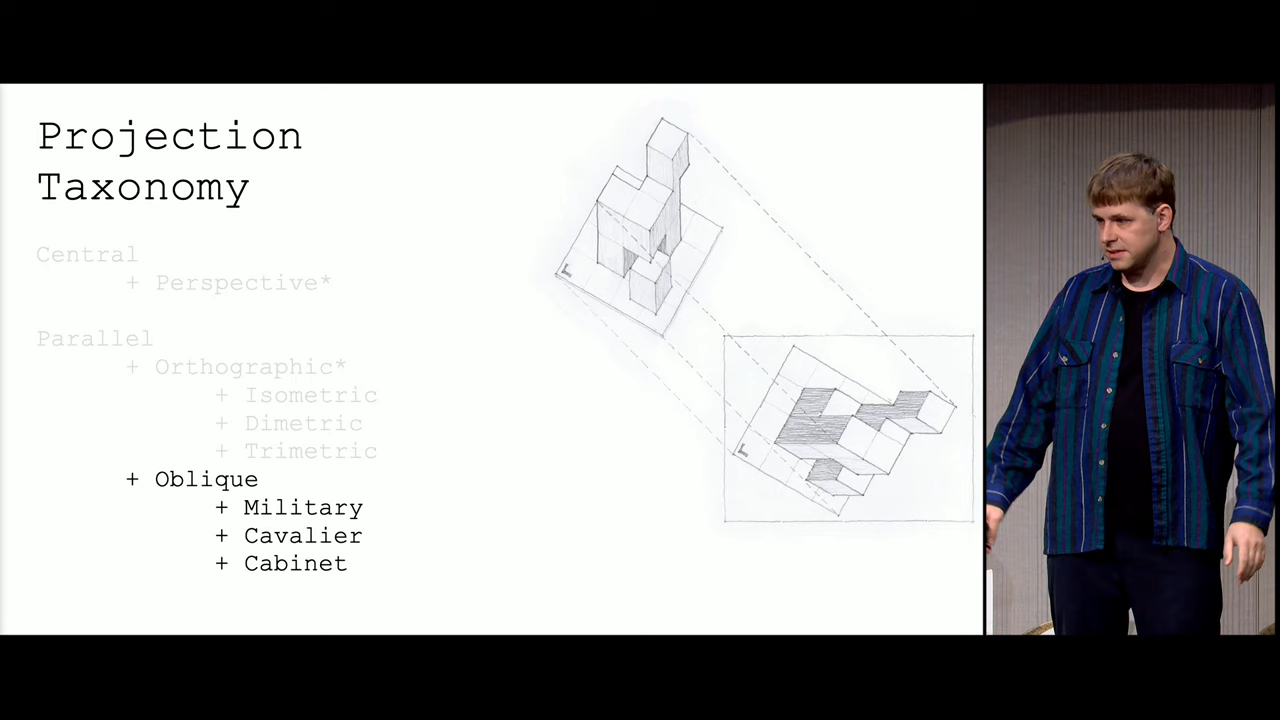 Projection
Taxonomy
Central
+ Perspective*
Parallel
+ Orthographic*
+ Isometric
+ Dimetric
+ Trimetric
+ Oblique
+ Military
+ Cavalier
+ Cabinet